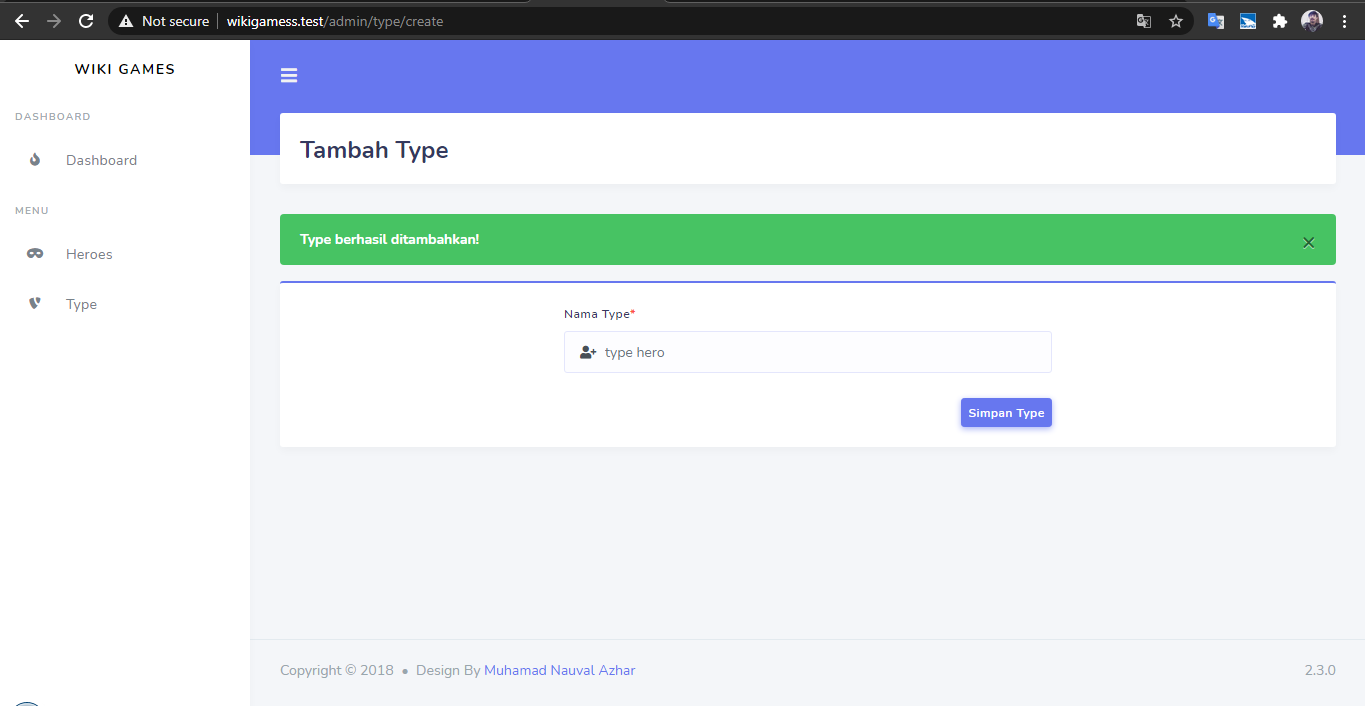 Not secure | wikigamess.test/admin/type/create
WIKI GAMES
DASHBOARD
Dashboard
MENU
Heroes
Type
Tambah Type
Type berhasil ditambahkan!
×
Nama Type*
type hero
Simpan Type
Copyright © 2018 • Design By Muhamad Nauval Azhar
2.3.0